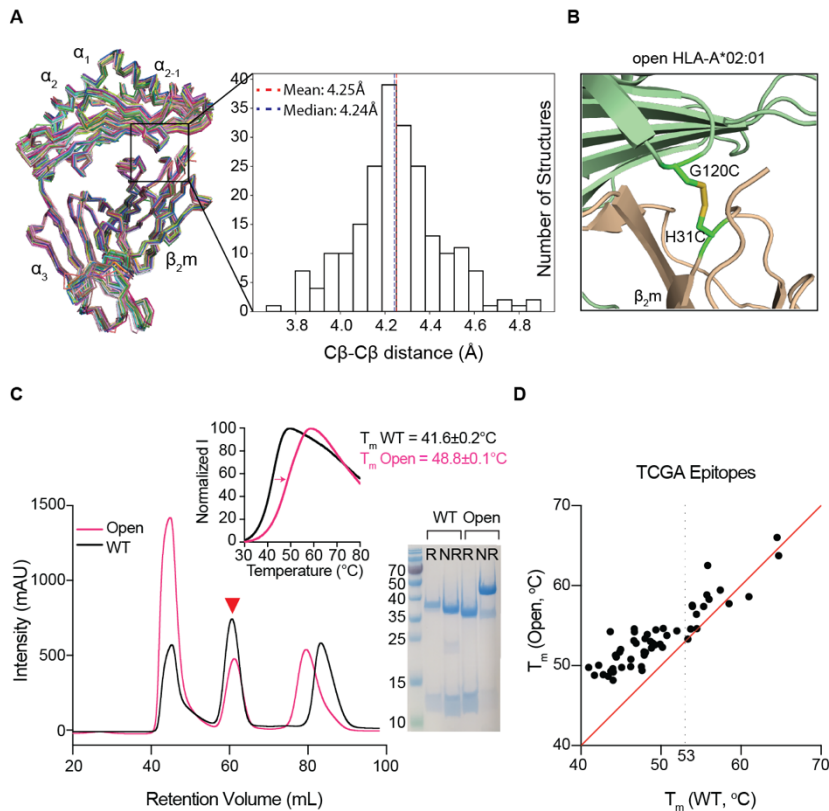 A
α1
α2
α2-1
α3
β2m
40
35
30
25
20
15
10
5
0
Mean: 4.25Å
Median: 4.24Å
Number of Structures
3.8 4.0 4.2 4.4 4.6 4.8
Cβ-Cβ distance (Å)
B
open HLA-A*02:01
G120C
H31C
β2m
C
Normalized I
100
80
60
40
20
0
30 40 50 60 70 80
Temperature (°C)
Tm WT = 41.6±0.2°C
Tm Open = 48.8±0.1°C
Intensity (mAU)
1500
1000
500
0
Open
WT
20 40 60 80 100
Retention Volume (mL)
WT Open
R NR R NR
70
50
40
35
25
15
10
D
TCGA Epitopes
Tm (Open, °C)
70
60
50
40
40 50 53 60 70
Tm (WT, °C)